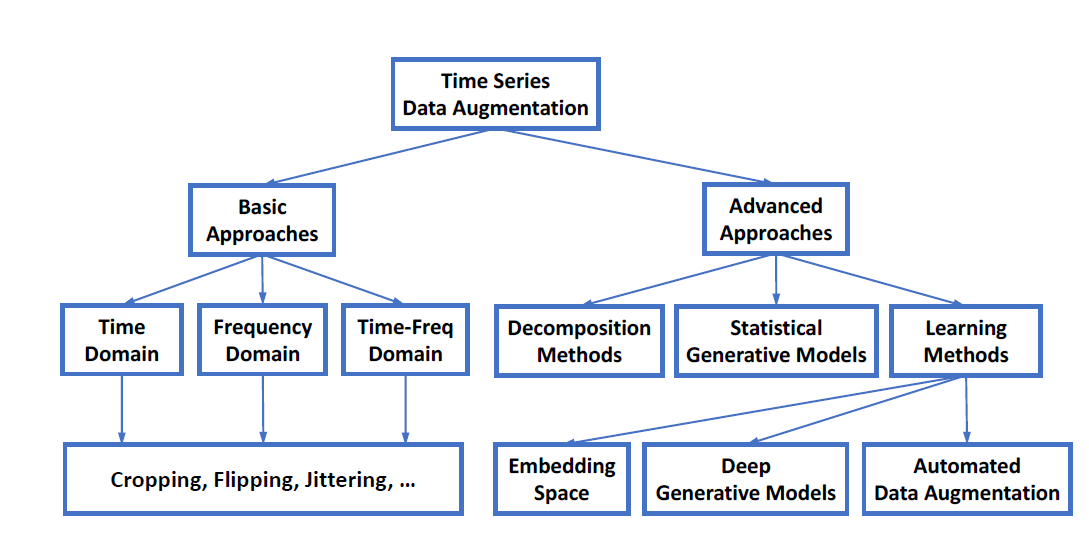 Time Series
Data Augmentation
Basic
Approaches
Advanced
Approaches
Time
Domain
Frequency
Domain
Time-Freq
Domain
Decomposition
Methods
Statistical
Generative Models
Learning
Methods
Cropping, Flipping, Jittering, ...
Embedding
Space
Deep
Generative Models
Automated
Data Augmentation